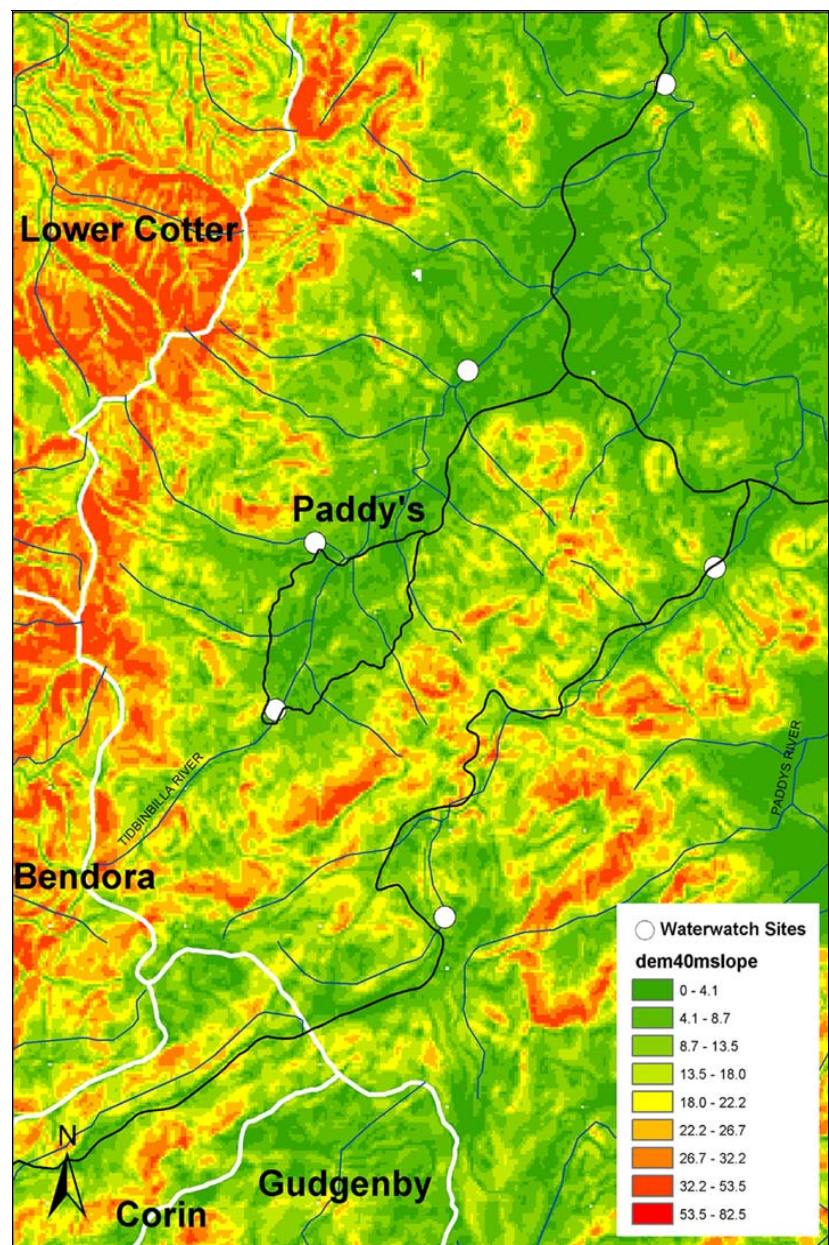 Lower Cotter
Paddy's
TIDBINBILLA RIVER
PADDYS RIVER
Bendora
Waterwatch Sites
dem40mslope
0 - 4.1
4.1 - 8.7
8.7 - 13.5
13.5 - 18.0
18.0 - 22.2
22.2 - 26.7
26.7 - 32.2
32.2 - 53.5
53.5 - 82.5
N
Gudgenby
Corin